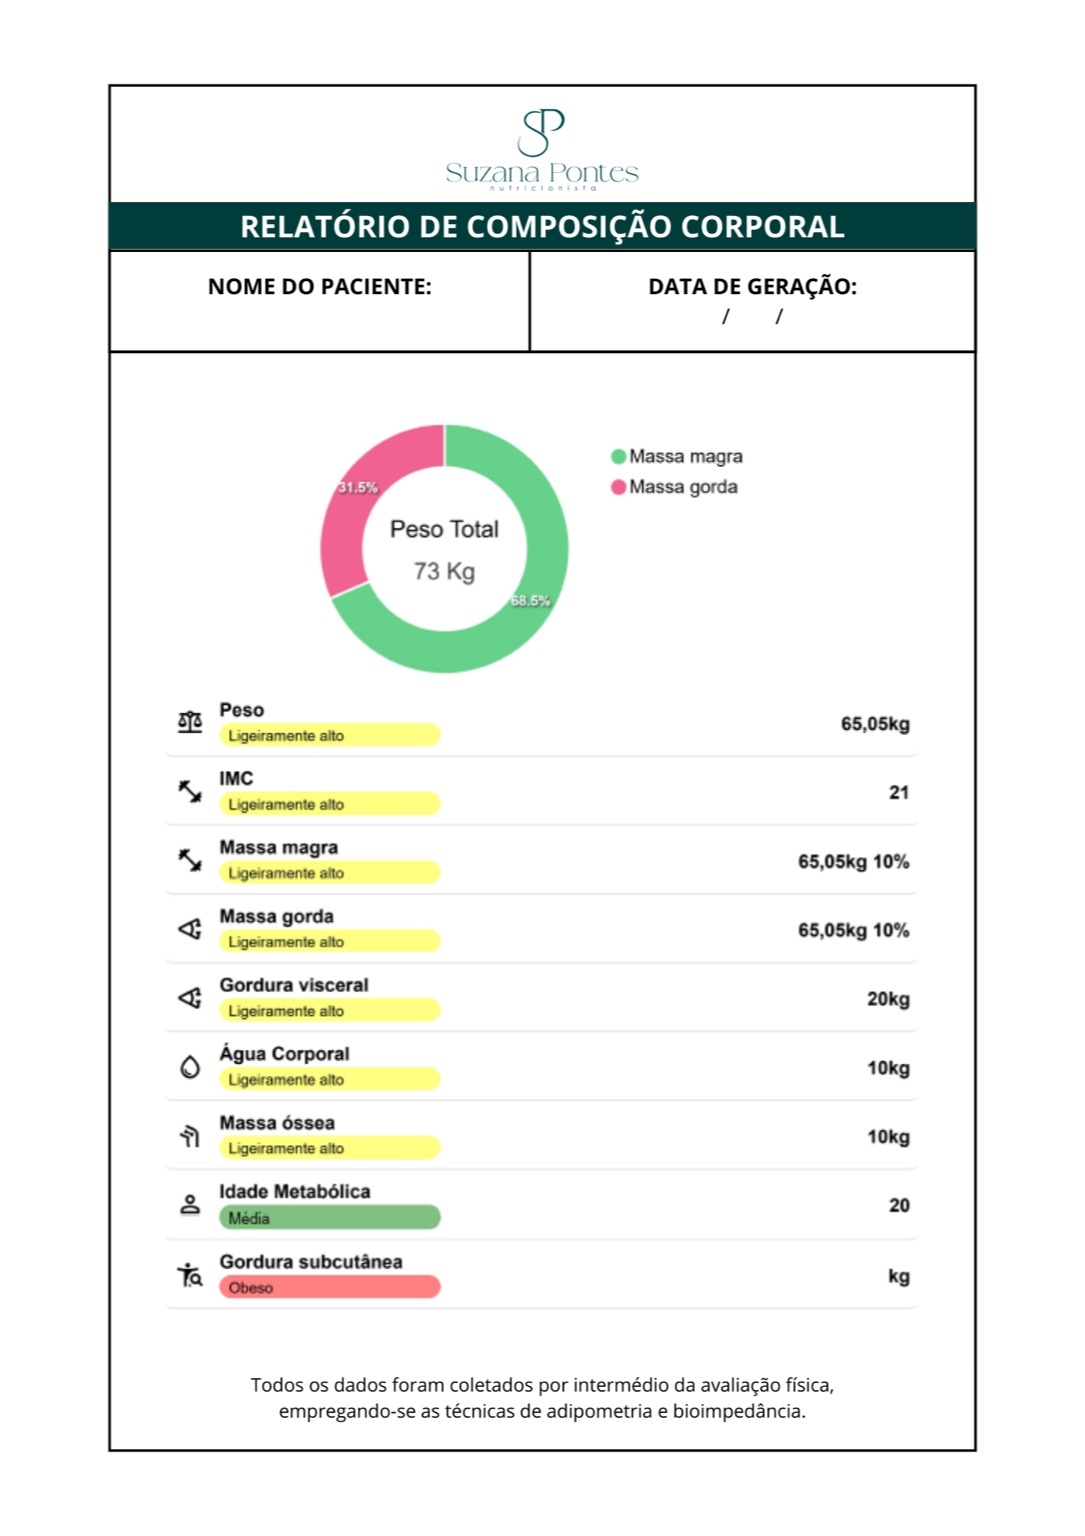 SP
Suzana Pontes
nutricionista
RELATÓRIO DE COMPOSIÇÃO CORPORAL
NOME DO PACIENTE:
DATA DE GERAÇÃO:
/ /
Massa magra
Massa gorda
31.5%
Peso Total
73 Kg
68.5%
Peso
Ligeiramente alto
65,05kg
IMC
Ligeiramente alto
21
Massa magra
Ligeiramente alto
65,05kg 10%
Massa gorda
Ligeiramente alto
65,05kg 10%
Gordura visceral
Ligeiramente alto
20kg
Água Corporal
Ligeiramente alto
10kg
Massa óssea
Ligeiramente alto
10kg
Idade Metabólica
Média
20
Gordura subcutânea
Obeso
kg
Todos os dados foram coletados por intermédio da avaliação física,
empregando-se as técnicas de adipometria e bioimpedância.